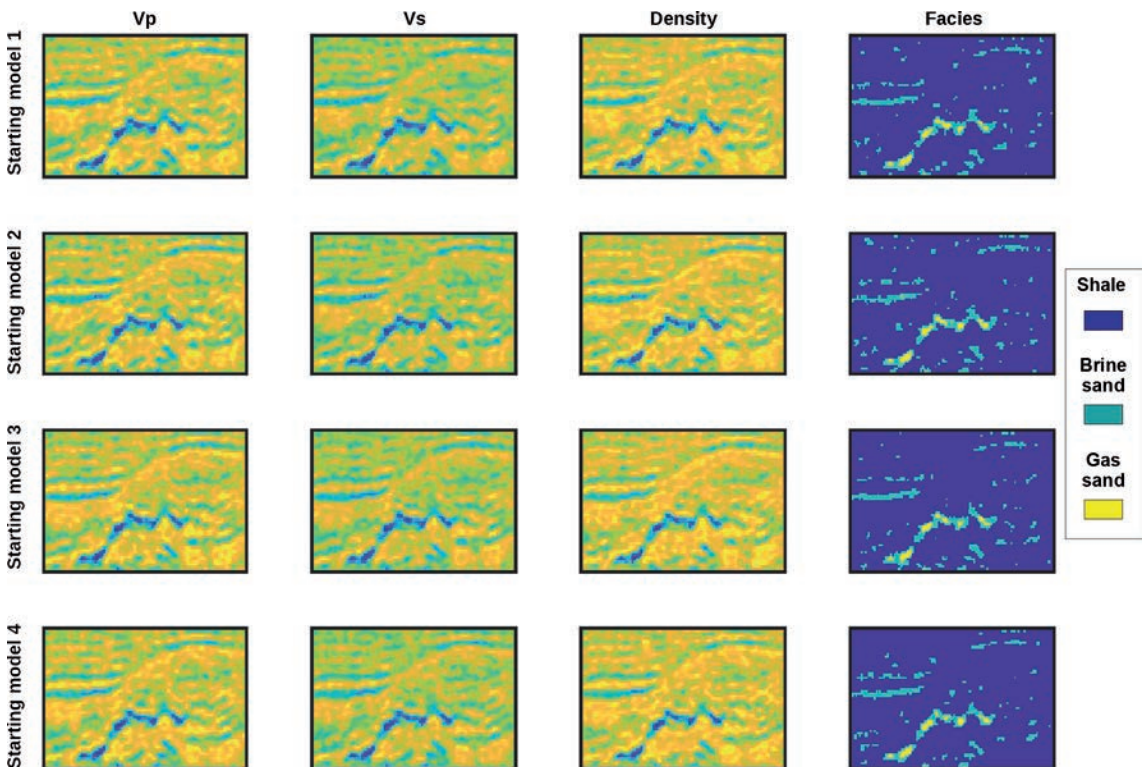 Vp
Vs
Density
Facies
Starting model 1
Starting model 2
Starting model 3
Starting model 4
Shale
Brine
sand
Gas
sand